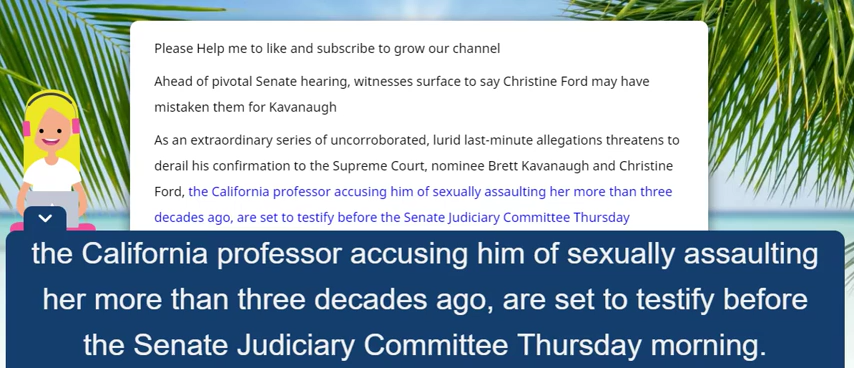 Please Help me to like and subscribe to grow our channel
Ahead of pivotal Senate hearing, witnesses surface to say Christine Ford may have
mistaken them for Kavanaugh
As an extraordinary series of uncorroborated, lurid last-minute allegations threatens to
derail his confirmation to the Supreme Court, nominee Brett Kavanaugh and Christine
Ford, the California professor accusing him of sexually assaulting her more than three
decades ago, are set to testify before the Senate Judiciary Committee Thursday
the California professor accusing him of sexually assaulting
her more than three decades ago, are set to testify before
the Senate Judiciary Committee Thursday morning.